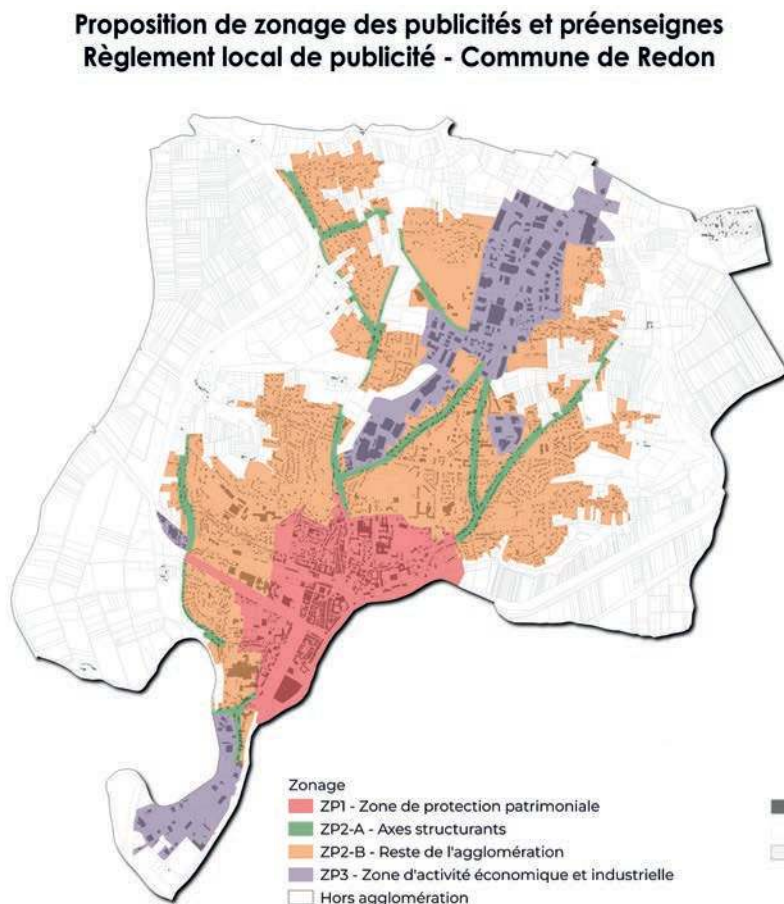 Proposition de zonage des publicités et préenseignes
Règlement local de publicité - Commune de Redon
Zonage
ZP1 - Zone de protection patrimoniale
ZP2-A - Axes structurants
ZP2-B - Reste de l'agglomération
ZP3 - Zone d'activité économique et industrielle
Hors agglomération